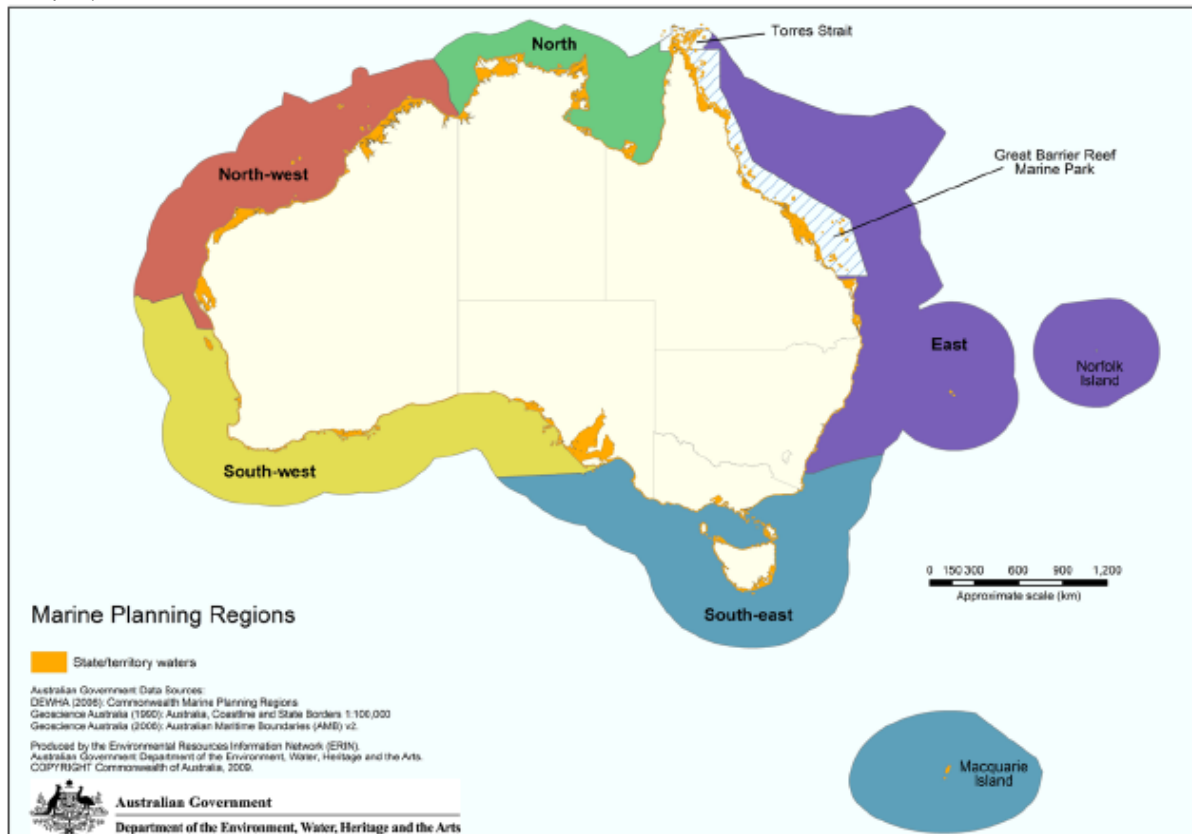 North
Torres Strait
Great Barrier Reef
Marine Park
North-west
East
Norfolk
Island
South-west
0 150 300 600 900 1,200
Approximate scale (km)
South-east
Marine Planning Regions
State/territory waters
Australian Government Data Sources:
DEWHA (2006): Commonwealth Marine Planning Regions
Geoscience Australia (1990): Australia, Coastline and State Borders 1:100,000
Geoscience Australia (2006): Australian Maritime Boundaries (AMB) v2.
Produced by the Environmental Resources Information Network (ERIN).
Australian Government Department of the Environment, Water, Heritage and the Arts.
COPYRIGHT Commonwealth of Australia, 2009.
Macquarie
Island
Australian Government
Department of the Environment, Water, Heritage and the Arts